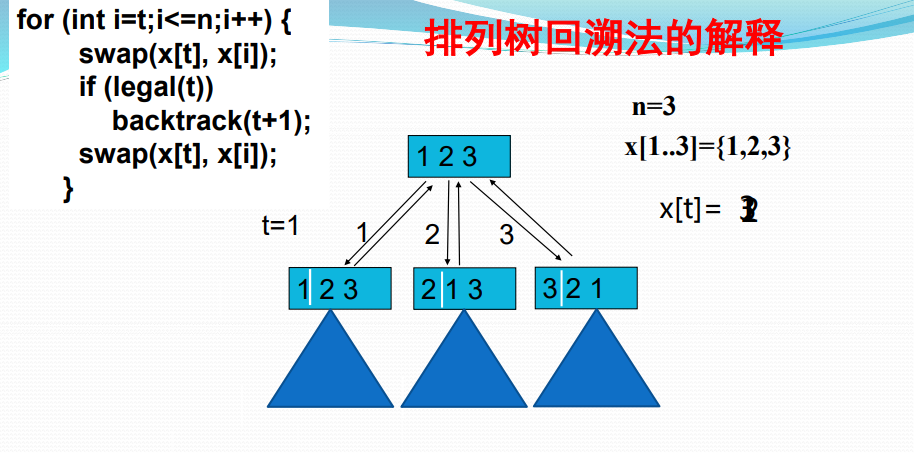 for (int i=t;i<=n;i++) {
swap(x[t], x[i]);
if (legal(t))
backtrack(t+1);
swap(x[t], x[i]);
}
排列树回溯法的解释
n=3
x[1..3]={1,2,3}
x[t]=
1 2 3
t=1
1
2
3
1 2 3
2 1 3
3 2 1